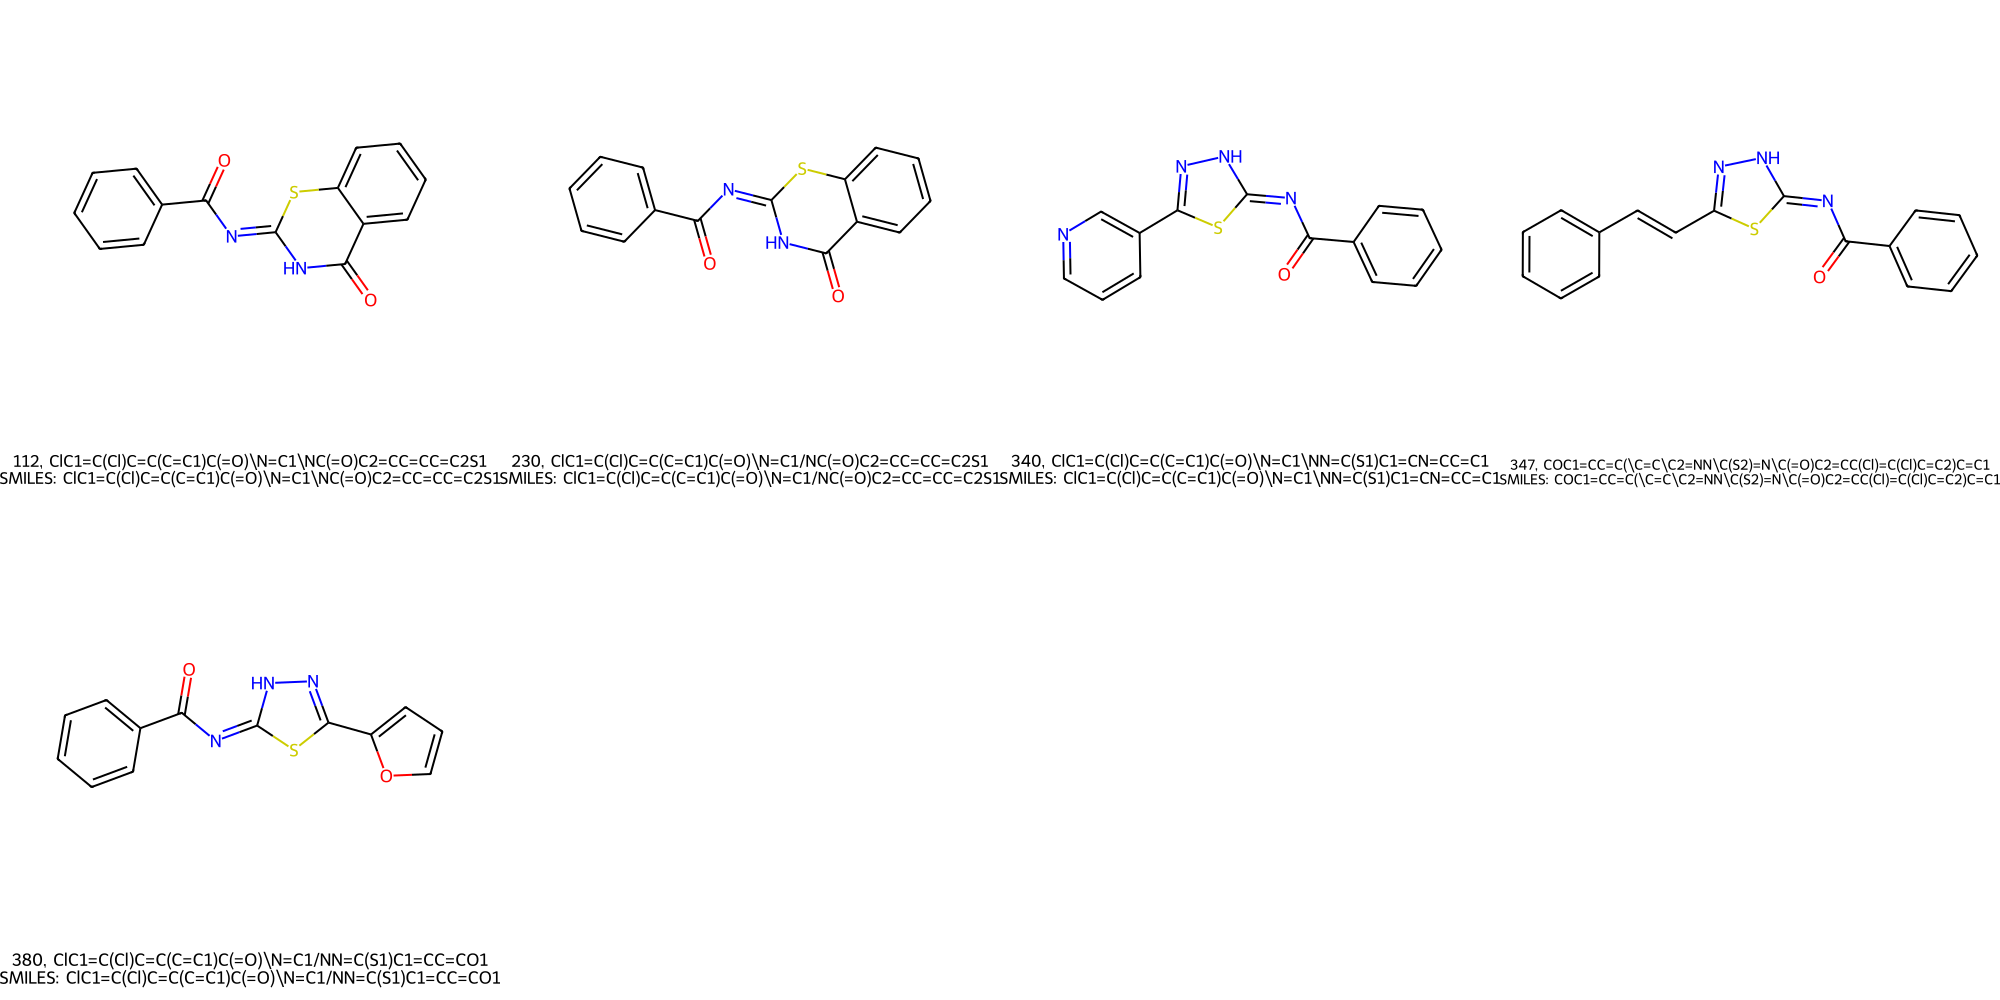 O
S
N
HN
O
N
S
HN
O
O
N
NH
N
S
N
O
N
NH
N
S
O
112, ClC1=C(Cl)C=C(C=C1)C(=O)\N=C1\NC(=O)C2=CC=CC=C2S1
SMILES: ClC1=C(Cl)C=C(C=C1)C(=O)\N=C1\NC(=O)C2=CC=CC=C2S1
230, ClC1=C(Cl)C=C(C=C1)C(=O)\N=C1/NC(=O)C2=CC=CC=C2S1
SMILES: ClC1=C(Cl)C=C(C=C1)C(=O)\N=C1/NC(=O)C2=CC=CC=C2S1
340, ClC1=C(Cl)C=C(C=C1)C(=O)\N=C1\NN=C(S1)C1=CN=CC=C1
SMILES: ClC1=C(Cl)C=C(C=C1)C(=O)\N=C1\NN=C(S1)C1=CN=CC=C1
347, COC1=CC=C(\C=C\C2=NN\C(S2)=N\C(=O)C2=CC(Cl)=C(Cl)C=C2)C=C1
SMILES: COC1=CC=C(\C=C\C2=NN\C(S2)=N\C(=O)C2=CC(Cl)=C(Cl)C=C2)C=C1
O
HN
N
N
S
O
380, ClC1=C(Cl)C=C(C=C1)C(=O)\N=C1/NN=C(S1)C1=CC=CO1
SMILES: ClC1=C(Cl)C=C(C=C1)C(=O)\N=C1/NN=C(S1)C1=CC=CO1